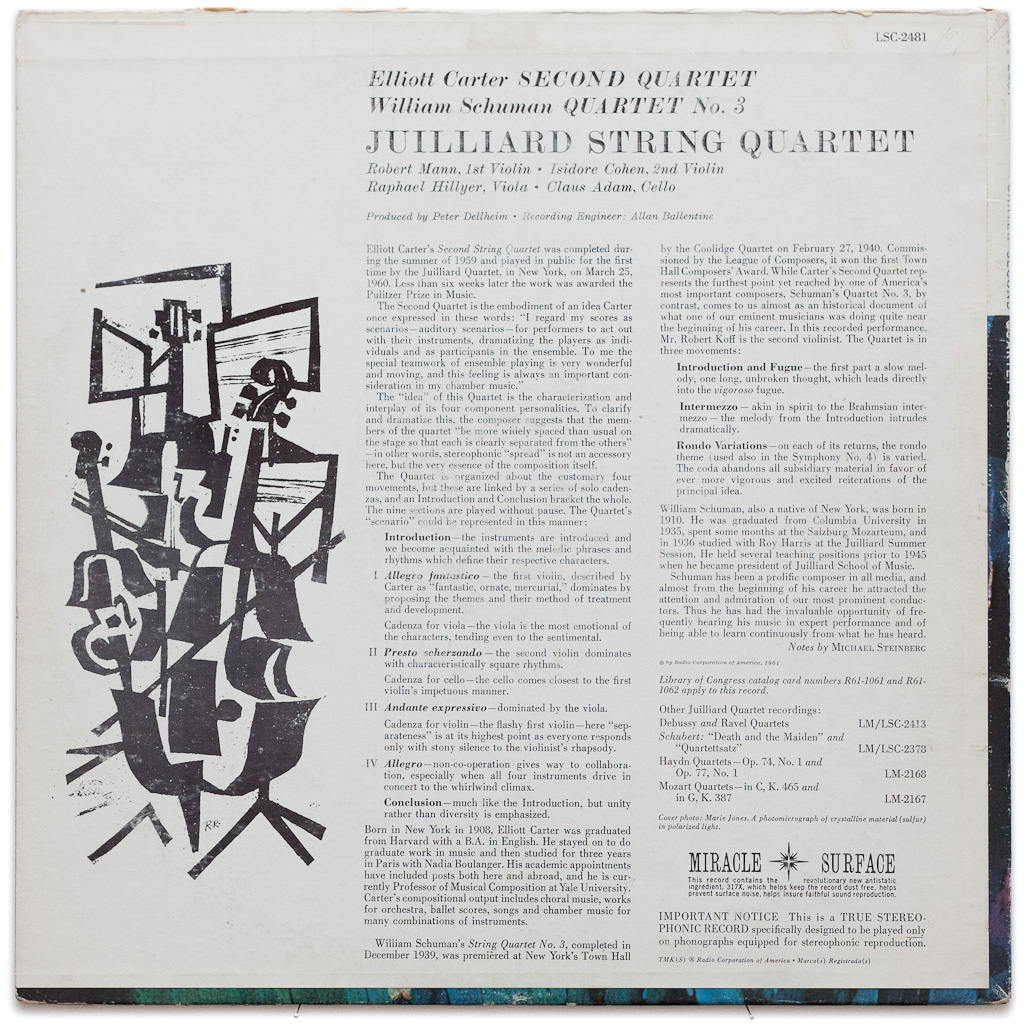 LSC-2481
Elliott Carter SECOND QUARTET
William Schuman QUARTET No. 3
JUILLIARD STRING QUARTET
Robert Mann, 1st Violin • Isidore Cohen, 2nd Violin
Raphael Hillyer, Viola • Claus Adam, Cello
Produced by Peter Dellheim • Recording Engineer: Allan Ballentine
Elliott Carter's Second String Quartet was completed dur-
ing the summer of 1959 and played in public for the first
time by the Juilliard Quartet, in New York, on March 25,
1960. Less than six weeks later the work was awarded the
Pulitzer Prize in Music.
The Second Quartet is the embodiment of an idea Carter
once expressed in these words: “I regard my scores as
scenarios—auditory scenarios—for performers to act out
with their instruments, dramatizing the players as indi-
viduals and as participants in the ensemble. To me the
special teamwork of ensemble playing is very wonderful
and moving, and this feeling is always an important con-
sideration in my chamber music.”
The “idea” of this Quartet is the characterization and
interplay of its four component personalities. To clarify
and dramatize this, the composer suggests that the mem-
bers of the quartet “be more widely spaced than usual on
the stage so that each is clearly separated from the others”
—in other words, stereophonic “spread” is not an accessory
here, but the very essence of the composition itself.
The Quartet is organized about the customary four
movements, but these are linked by a series of solo caden-
zas, and an Introduction and Conclusion bracket the whole.
The nine sections are played without pause. The Quartet's
“scenario” could be represented in this manner:
Introduction—the instruments are introduced and
we become acquainted with the melodic phrases and
rhythms which define their respective characters.
I Allegro fantastico—the first violin, described by
Carter as “fantastic, ornate, mercurial,” dominates by
proposing the themes and their method of treatment
and development.
Cadenza for viola—the viola is the most emotional of
the characters, tending even to the sentimental.
II Presto scherzando—the second violin dominates
with characteristically square rhythms.
Cadenza for cello—the cello comes closest to the first
violin's impetuous manner.
III Andante expressivo—dominated by the viola.
Cadenza for violin—the flashy first violin—here “sep-
arateness” is at its highest point as everyone responds
only with stony silence to the violinist's rhapsody.
IV Allegro—non-co-operation gives way to collabora-
tion, especially when all four instruments drive in
concert to the whirlwind climax.
Conclusion—much like the Introduction, but unity
rather than diversity is emphasized.
Born in New York in 1908, Elliott Carter was graduated
from Harvard with a B.A. in English. He stayed on to do
graduate work in music and then studied for three years
in Paris with Nadia Boulanger. His academic appointments
have included posts both here and abroad, and he is cur-
rently Professor of Musical Composition at Yale University.
Carter's compositional output includes choral music, works
for orchestra, ballet scores, songs and chamber music for
many combinations of instruments.
William Schuman's String Quartet No. 3, completed in
December 1939, was premièred at New York's Town Hall
by the Coolidge Quartet on February 27, 1940. Commis-
sioned by the League of Composers, it won the first Town
Hall Composers' Award. While Carter's Second Quartet rep-
resents the furthest point yet reached by one of America's
most important composers, Schuman's Quartet No. 3, by
contrast, comes to us almost as an historical document of
what one of our eminent musicians was doing quite near
the beginning of his career. In this recorded performance,
Mr. Robert Koff is the second violinist. The Quartet is in
three movements:
Introduction and Fugue—the first part a slow mel-
ody, one long, unbroken thought, which leads directly
into the vigoroso fugue.
Intermezzo—akin in spirit to the Brahmsian inter-
mezzo—the melody from the Introduction intrudes
dramatically.
Rondo Variations—on each of its returns, the rondo
theme (used also in the Symphony No. 4) is varied.
The coda abandons all subsidiary material in favor of
ever more vigorous and excited reiterations of the
principal idea.
William Schuman, also a native of New York, was born in
1910. He was graduated from Columbia University in
1935, spent some months at the Salzburg Mozarteum, and
in 1936 studied with Roy Harris at the Juilliard Summer
Session. He held several teaching positions prior to 1945
when he became president of Juilliard School of Music.
Schuman has been a prolific composer in all media, and
almost from the beginning of his career he attracted the
attention and admiration of our most prominent conduc-
tors. Thus he has had the invaluable opportunity of fre-
quently hearing his music in expert performance and of
being able to learn continuously from what he has heard.
Notes by MICHAEL STEINBERG
© by Radio Corporation of America, 1961
Library of Congress catalog card numbers R61-1061 and R61-
1062 apply to this record.
Other Juilliard Quartet recordings:
Debussy and Ravel Quartets LM/LSC-2413
Schubert: “Death and the Maiden” and
“Quartettsatz” LM/LSC-2378
Haydn Quartets—Op. 74, No. 1 and
Op. 77, No. 1 LM-2168
Mozart Quartets—in C, K. 465 and
in G, K. 387 LM-2167
Cover photo: Marie Jones. A photomicrograph of crystalline material (sulfur)
in polarized light.
MIRACLE SURFACE
This record contains the revolutionary new antistatic
ingredient, 317X, which helps keep the record dust free, helps
prevent surface noise, helps insure faithful sound reproduction.
IMPORTANT NOTICE This is a TRUE STEREO-
PHONIC RECORD specifically designed to be played only
on phonographs equipped for stereophonic reproduction.
TMK(S) ® Radio Corporation of America • Marca(s) Registrada(s)
R.R.